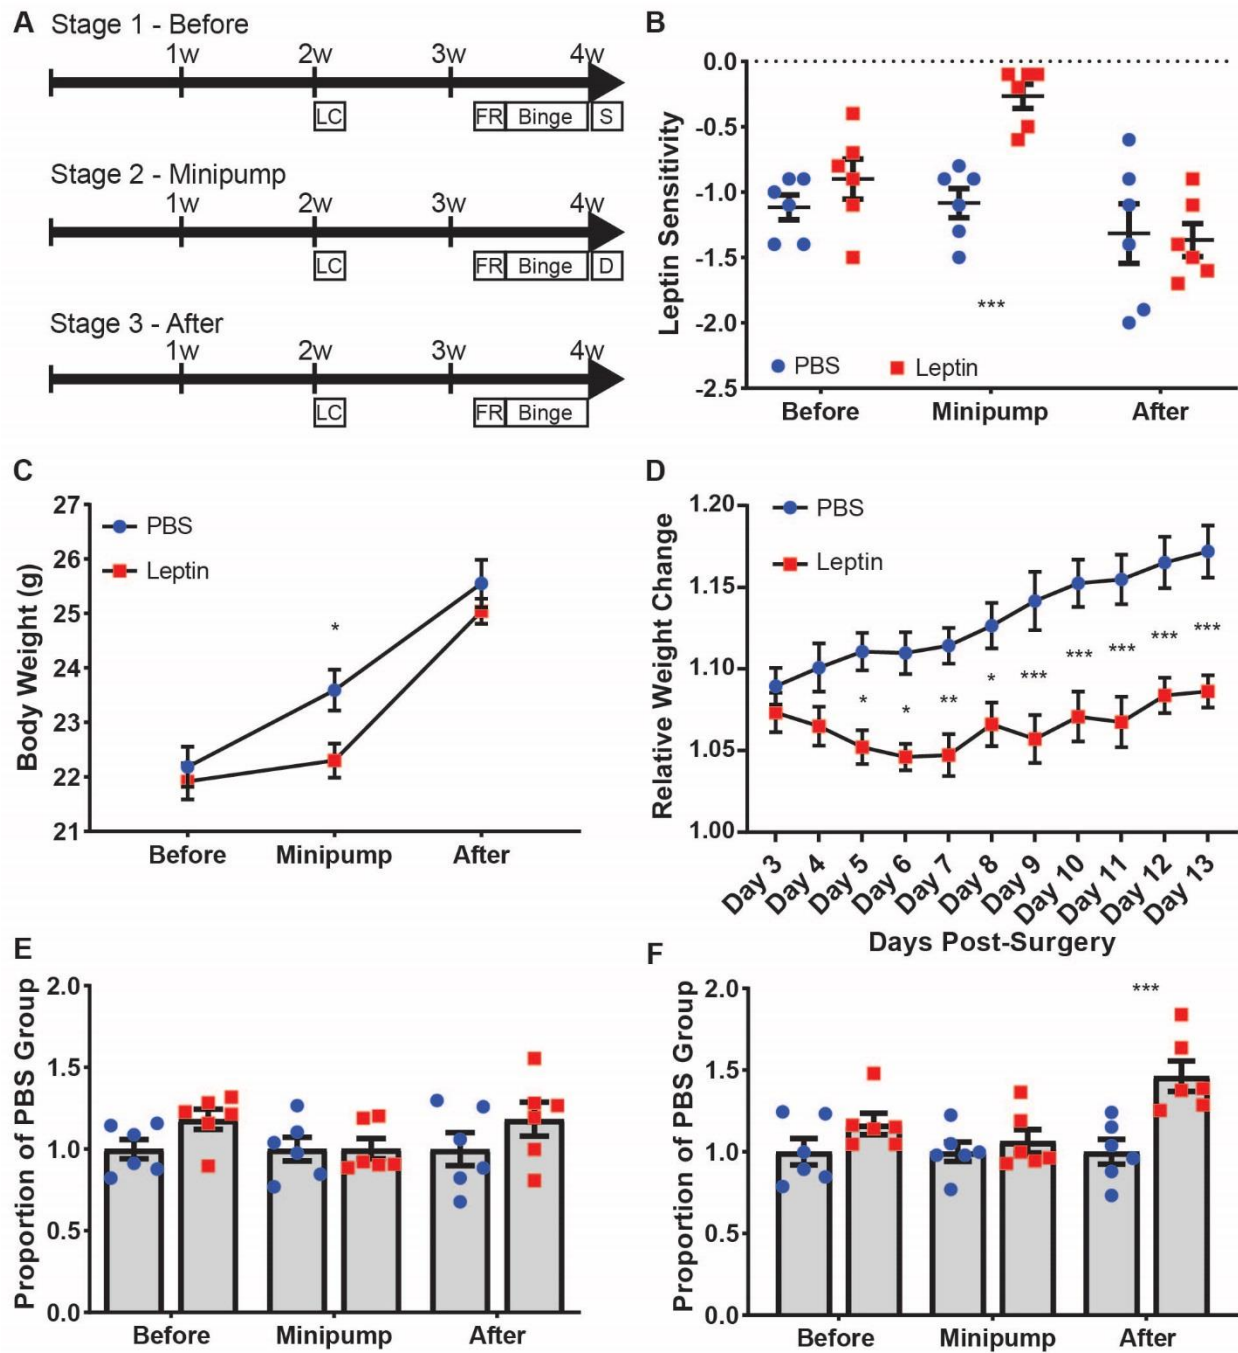 A
Stage 1 - Before
1w 2w 3w 4w
LC FR Binge S
Stage 2 - Minipump
1w 2w 3w 4w
LC FR Binge D
Stage 3 - After
1w 2w 3w 4w
LC FR Binge
B
Leptin Sensitivity
0.0
-0.5
-1.0
-1.5
-2.0
-2.5
***
PBS Leptin
Before Minipump After
C
Body Weight (g)
27
26
25
24
23
22
21
PBS
Leptin
*
Before Minipump After
D
Relative Weight Change
1.20
1.15
1.10
1.05
1.00
PBS
Leptin
* * ** * *** *** *** *** ***
Day 3 Day 4 Day 5 Day 6 Day 7 Day 8 Day 9 Day 10 Day 11 Day 12 Day 13
Days Post-Surgery
E
Proportion of PBS Group
2.0
1.5
1.0
0.5
0.0
Before Minipump After
F
Proportion of PBS Group
2.0
1.5
1.0
0.5
0.0
***
Before Minipump After